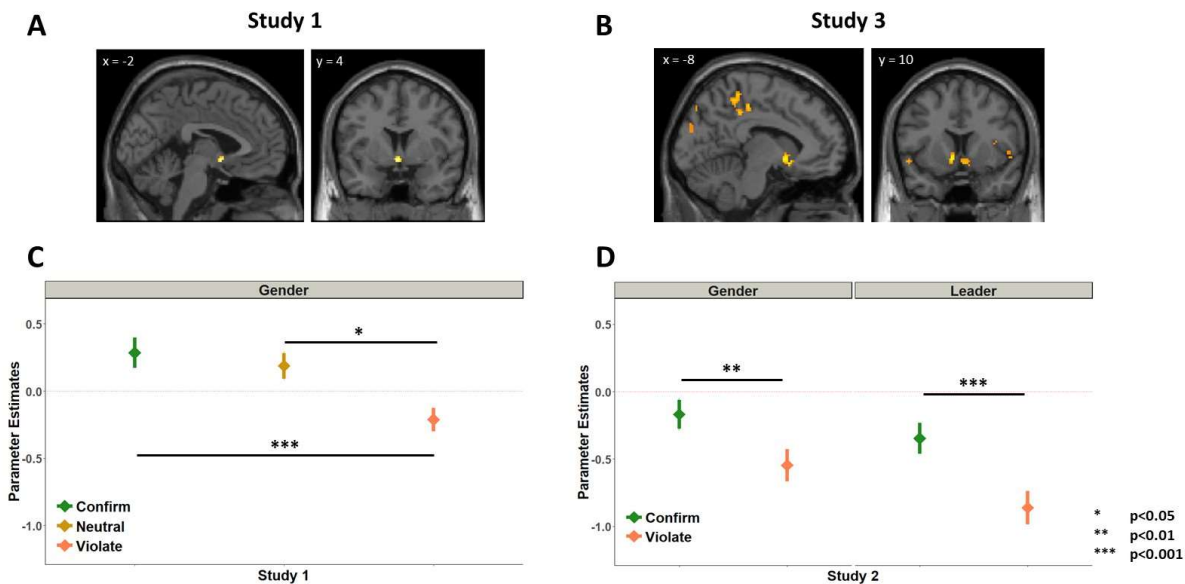 A
Study 1
x = -2
y = 4
B
Study 3
x = -8
y = 10
C
Gender
Parameter Estimates
0.5
0.0
-0.5
-1.0
*
***
Confirm
Neutral
Violate
Study 1
D
Gender
Leader
Parameter Estimates
0.5
0.0
-0.5
-1.0
**
***
Confirm
Violate
Study 2
* p<0.05
** p<0.01
*** p<0.001